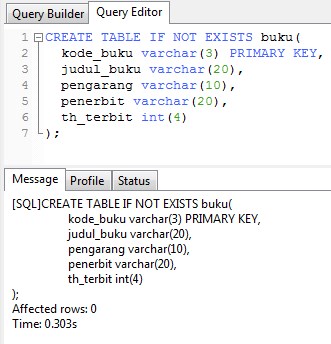 Query Builder Query Editor
1 CREATE TABLE IF NOT EXISTS buku(
2 kode_buku varchar(3) PRIMARY KEY,
3 judul_buku varchar(20),
4 pengarang varchar(10),
5 penerbit varchar(20),
6 th_terbit int(4)
7 );
Message Profile Status
[SQL]CREATE TABLE IF NOT EXISTS buku(
kode_buku varchar(3) PRIMARY KEY,
judul_buku varchar(20),
pengarang varchar(10),
penerbit varchar(20),
th_terbit int(4)
);
Affected rows: 0
Time: 0.303s